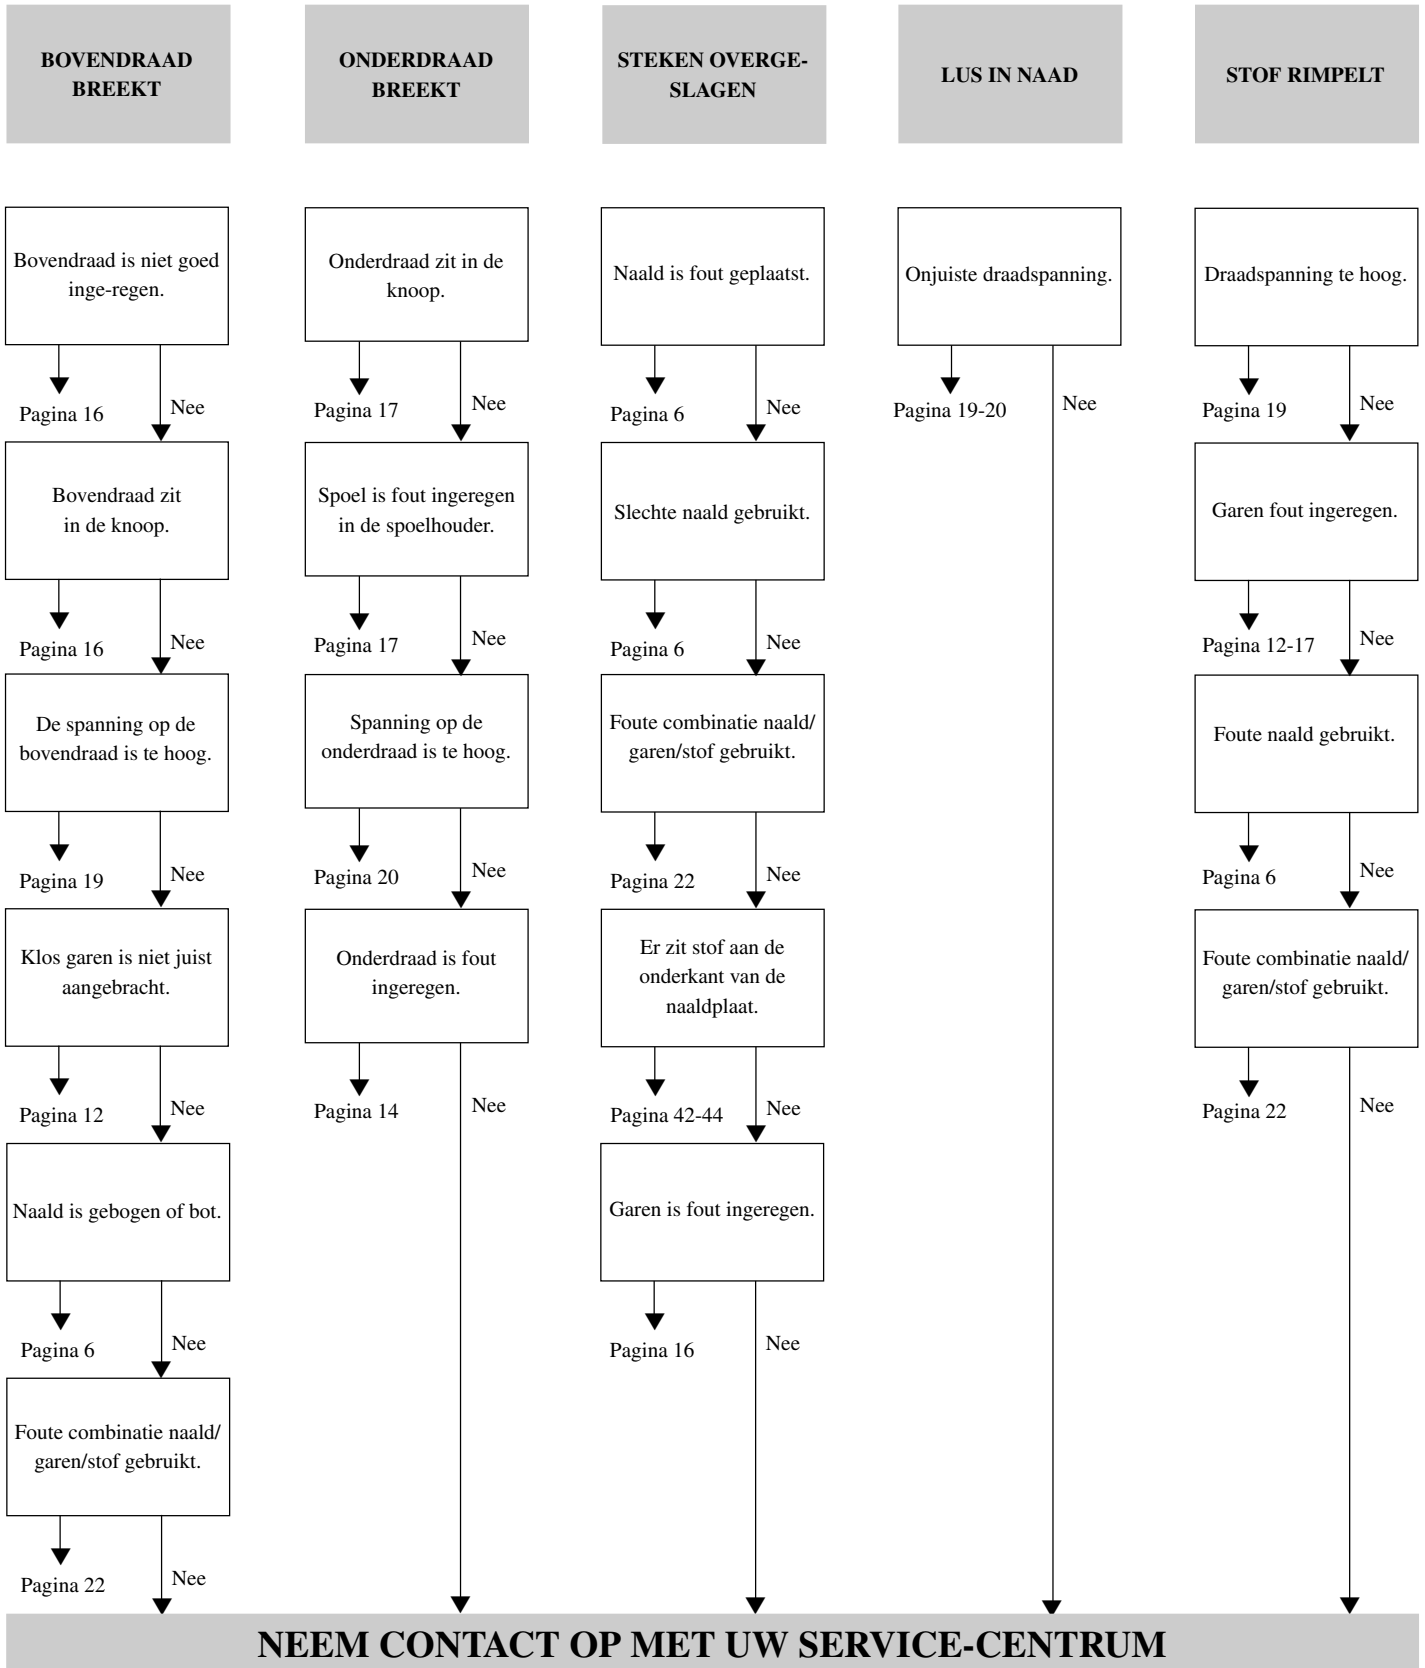 BOVENDRAAD
BREEKT
Bovendraad is niet goed
inge-regen.
Pagina 16
Nee
Bovendraad zit
in de knoop.
Pagina 16
Nee
De spanning op de
bovendraad is te hoog.
Pagina 19
Nee
Klos garen is niet juist
aangebracht.
Pagina 12
Nee
Naald is gebogen of bot.
Pagina 6
Nee
Foute combinatie naald/
garen/stof gebruikt.
Pagina 22
Nee
ONDERDRAAD
BREEKT
Onderdraad zit in de
knoop.
Pagina 17
Nee
Spoel is fout ingeregen
in de spoelhouder.
Pagina 17
Nee
Spanning op de
onderdraad is te hoog.
Pagina 20
Nee
Onderdraad is fout
ingeregen.
Pagina 14
Nee
STEKEN OVERGE-
SLAGEN
Naald is fout geplaatst.
Pagina 6
Nee
Slechte naald gebruikt.
Pagina 6
Nee
Foute combinatie naald/
garen/stof gebruikt.
Pagina 22
Nee
Er zit stof aan de
onderkant van de
naaldplaat.
Pagina 42-44
Nee
Garen is fout ingeregen.
Pagina 16
Nee
LUS IN NAAD
Onjuiste draadspanning.
Pagina 19-20
Nee
STOF RIMPELT
Draadspanning te hoog.
Pagina 19
Nee
Garen fout ingeregen.
Pagina 12-17
Nee
Foute naald gebruikt.
Pagina 6
Nee
Foute combinatie naald/
garen/stof gebruikt.
Pagina 22
Nee
NEEM CONTACT OP MET UW SERVICE-CENTRUM